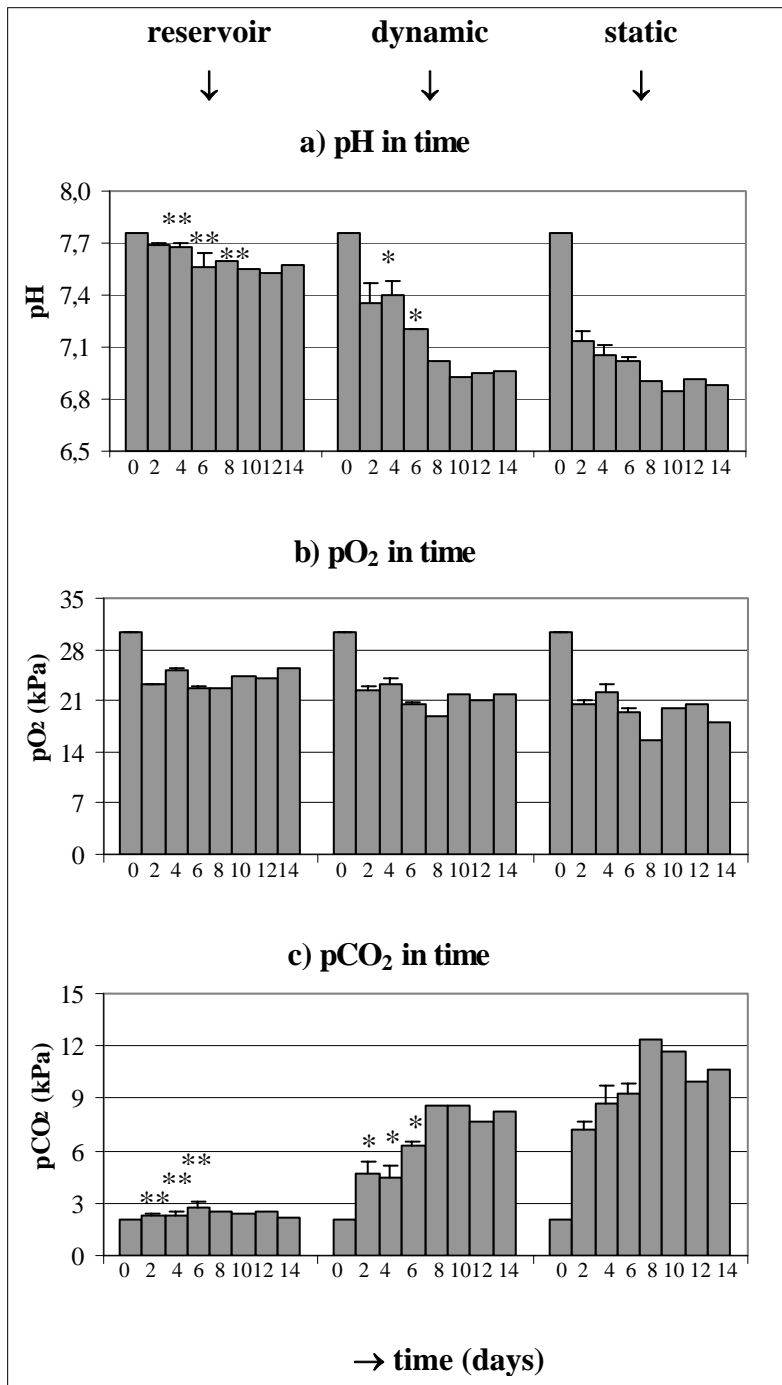 reservoir dynamic static
↓ ↓ ↓
a) pH in time
8,0
7,7
7,4
7,1
6,8
6,5
pH
** ** ** * *
0 2 4 6 8 10 12 14 0 2 4 6 8 10 12 14 0 2 4 6 8 10 12 14
b) pO₂ in time
35
28
21
14
7
0
pO₂ (kPa)
0 2 4 6 8 10 12 14 0 2 4 6 8 10 12 14 0 2 4 6 8 10 12 14
c) pCO₂ in time
15
12
9
6
3
0
pCO₂ (kPa)
** ** ** * * *
0 2 4 6 8 10 12 14 0 2 4 6 8 10 12 14 0 2 4 6 8 10 12 14
→ time (days)